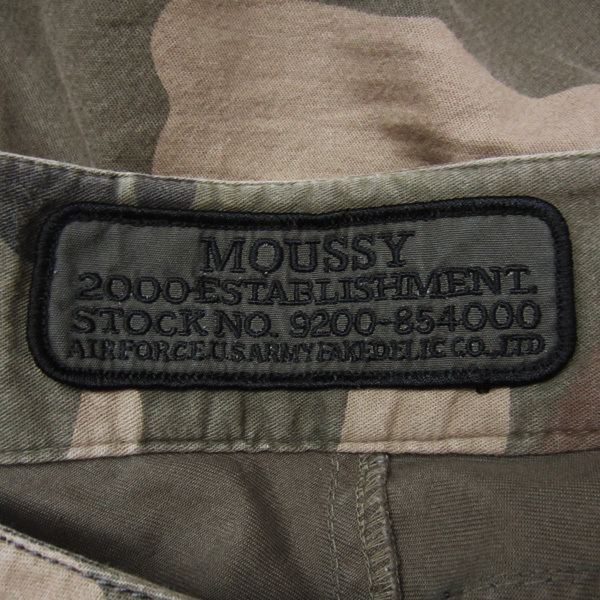 MOUSSY
2000-ESTABLISHMENT.
STOCK NO. 9200-854000
AIRFORCE.U.S.ARMY.FAKEDELIC CO.,LTD